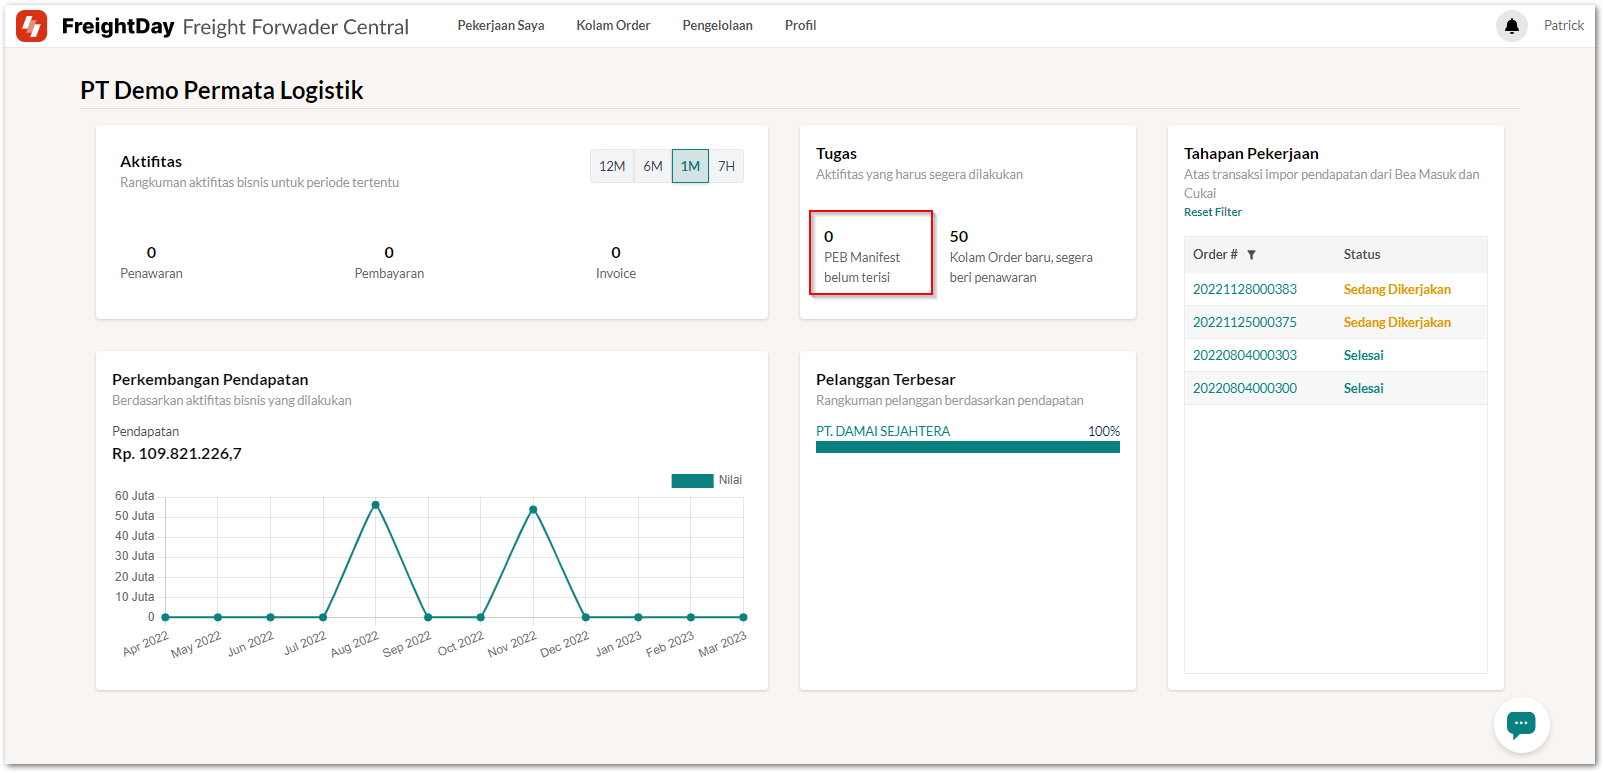 FreightDay Freight Forwader Central
Pekerjaan Saya
Kolam Order
Pengelolaan
Profil
Patrick
PT Demo Permata Logistik
Aktifitas
Rangkuman aktifitas bisnis untuk periode tertentu
12M
6M
1M
7H
0
Penawaran
0
Pembayaran
0
Invoice
Tugas
Aktifitas yang harus segera dilakukan
0
PEB Manifest
belum terisi
50
Kolam Order baru, segera
beri penawaran
Tahapan Pekerjaan
Atas transaksi impor pendapatan dari Bea Masuk dan
Cukai
Reset Filter
Order #
Status
20221128000383
Sedang Dikerjakan
20221125000375
Sedang Dikerjakan
20220804000303
Selesai
20220804000300
Selesai
Perkembangan Pendapatan
Berdasarkan aktifitas bisnis yang dilakukan
Pendapatan
Rp. 109.821.226,7
Nilai
60 Juta
50 Juta
40 Juta
30 Juta
20 Juta
10 Juta
0
Apr 2022
May 2022
Jun 2022
Jul 2022
Aug 2022
Sep 2022
Oct 2022
Nov 2022
Dec 2022
Jan 2023
Feb 2023
Mar 2023
Pelanggan Terbesar
Rangkuman pelanggan berdasarkan pendapatan
PT. DAMAI SEJAHTERA
100%